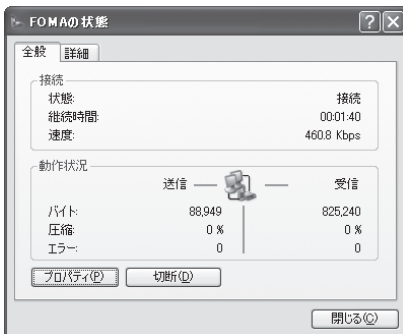 FOMAの状態
全般 詳細
接続
状態: 接続
継続時間: 00:01:40
速度: 460.8 Kbps
動作状況
送信 受信
バイト: 88,949 825,240
圧縮: 0 % 0 %
エラー: 0 0
プロパティ(P) 切断(D)
閉じる(C)